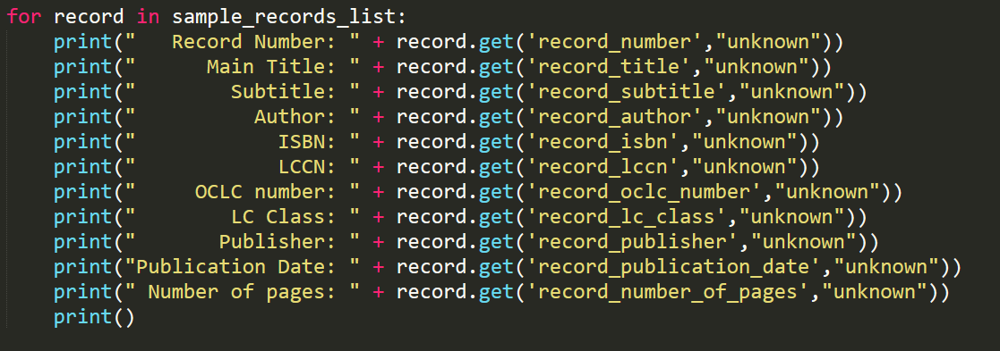 for record in sample_records_list:
    print("   Record Number: " + record.get('record_number',"unknown"))
    print("      Main Title: " + record.get('record_title',"unknown"))
    print("        Subtitle: " + record.get('record_subtitle',"unknown"))
    print("          Author: " + record.get('record_author',"unknown"))
    print("            ISBN: " + record.get('record_isbn',"unknown"))
    print("            LCCN: " + record.get('record_lccn',"unknown"))
    print("     OCLC number: " + record.get('record_oclc_number',"unknown"))
    print("        LC Class: " + record.get('record_lc_class',"unknown"))
    print("       Publisher: " + record.get('record_publisher',"unknown"))
    print("Publication Date: " + record.get('record_publication_date',"unknown"))
    print(" Number of pages: " + record.get('record_number_of_pages',"unknown"))
    print()